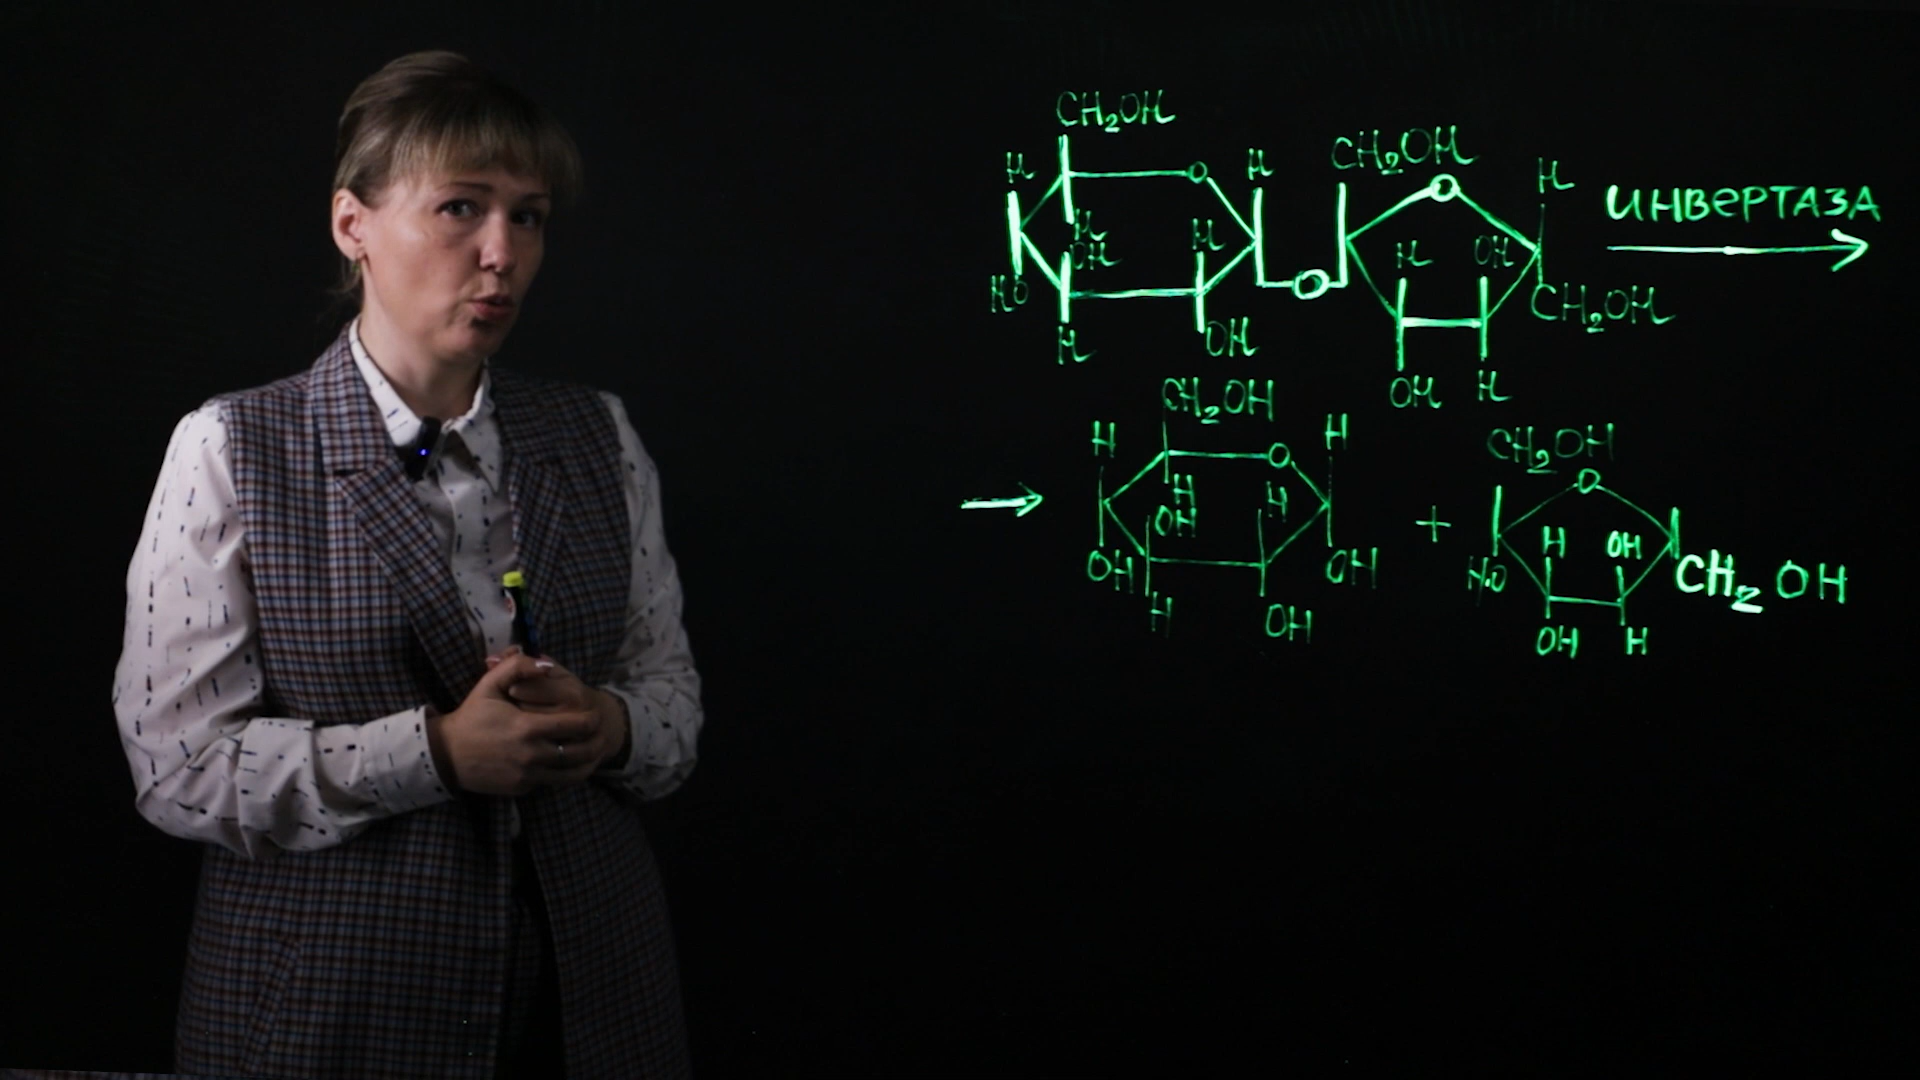 CH₂OH CH₂OH
H O H O H ИНВЕРТАЗА
H H H OH
OH
HO O CH₂OH
H OH
OH H
CH₂OH
H O H CH₂OH
O
H H
OH + H OH
OH OH HO CH₂OH
H OH OH H